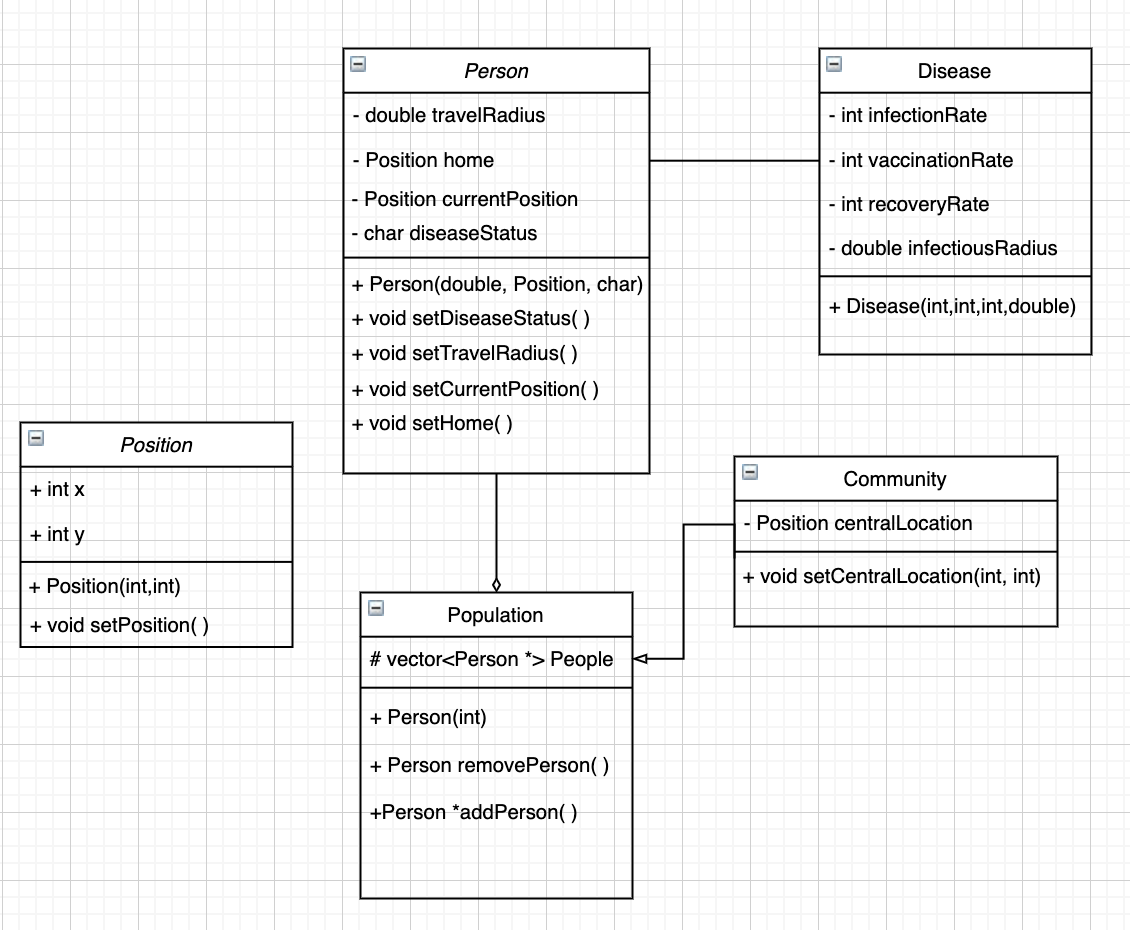 Person
- double travelRadius
- Position home
- Position currentPosition
- char diseaseStatus
+ Person(double, Position, char)
+ void setDiseaseStatus( )
+ void setTravelRadius( )
+ void setCurrentPosition( )
+ void setHome( )
Disease
- int infectionRate
- int vaccinationRate
- int recoveryRate
- double infectiousRadius
+ Disease(int,int,int,double)
Position
+ int x
+ int y
+ Position(int,int)
+ void setPosition( )
Community
- Position centralLocation
+ void setCentralLocation(int, int)
Population
# vector<Person *> People
+ Person(int)
+ Person removePerson( )
+Person *addPerson( )